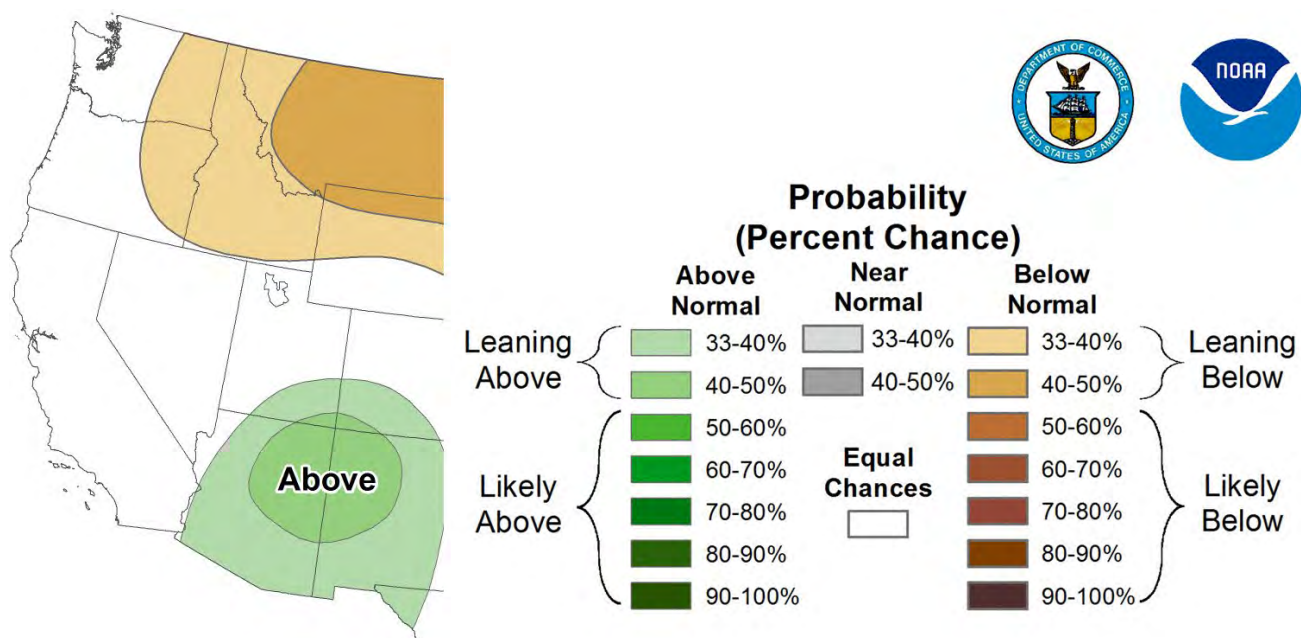 DEPARTMENT OF COMMERCE
UNITED STATES OF AMERICA
NOAA
Probability
(Percent Chance)
Above
Normal
Near
Normal
Below
Normal
Leaning
Above
33-40%
33-40%
33-40%
Leaning
Below
40-50%
40-50%
40-50%
Likely
Above
50-60%
60-70%
70-80%
80-90%
90-100%
Equal
Chances
50-60%
60-70%
70-80%
80-90%
90-100%
Likely
Below
Above